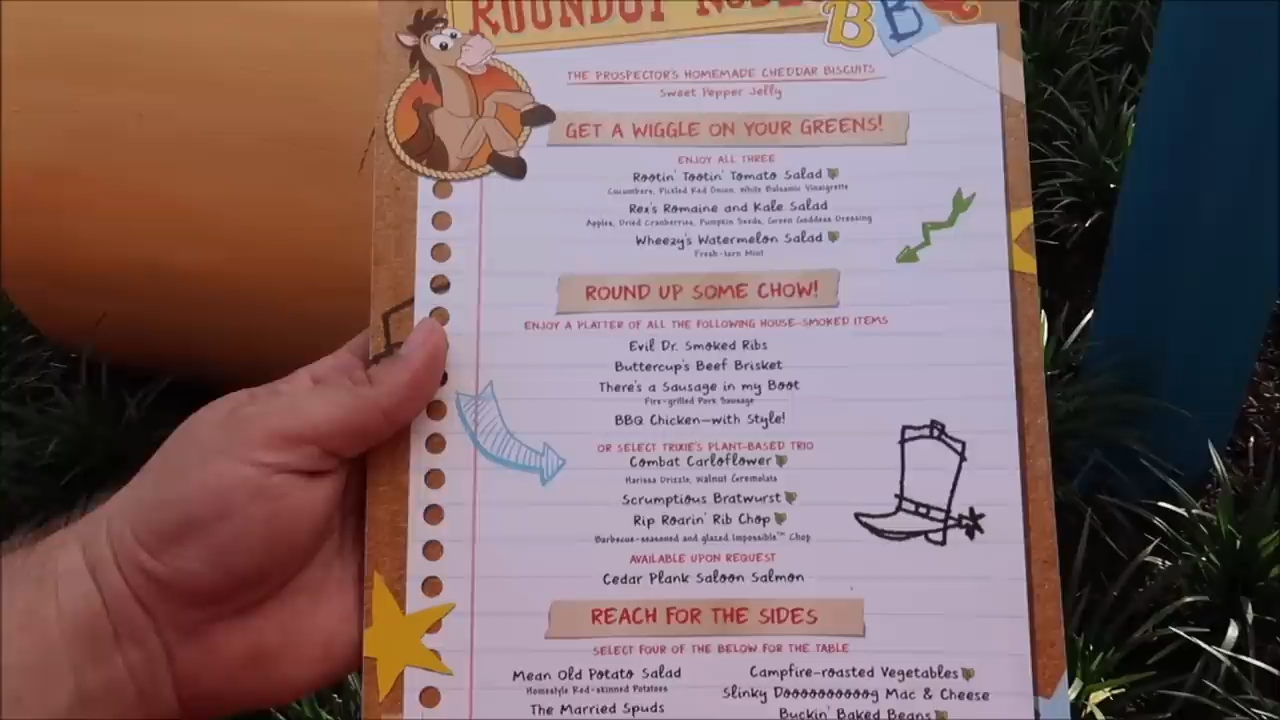 ROUNDUP RODEO
BBQ
THE PROSPECTOR'S HOMEMADE CHEDDAR BISCUITS
Sweet Pepper Jelly
GET A WIGGLE ON YOUR GREENS!
ENJOY ALL THREE
Rootin' Tootin' Tomato Salad
Cucumbers, Pickled Red Onion, White Balsamic Vinaigrette
Rex's Romaine and Kale Salad
Apples, Dried Cranberries, Pumpkin Seeds, Green Goddess Dressing
Wheezy's Watermelon Salad
Fresh-torn Mint
ROUND UP SOME CHOW!
ENJOY A PLATTER OF ALL THE FOLLOWING HOUSE-SMOKED ITEMS
Evil Dr. Smoked Ribs
Buttercup's Beef Brisket
There's a Sausage in my Boot
Fire-grilled Pork Sausage
BBQ Chicken—with Style!
OR SELECT TRIXIE'S PLANT-BASED TRIO
Combat Carloflower
Harissa Drizzle, Walnut Geremolata
Scrumptious Bratwurst
Rip Roarin' Rib Chop
Barbecue-seasoned and glazed Impossible™ Chop
AVAILABLE UPON REQUEST
Cedar Plank Saloon Salmon
REACH FOR THE SIDES
SELECT FOUR OF THE BELOW FOR THE TABLE
Mean Old Potato Salad
Homestyle Red-skinned Potatoes
The Married Spuds
Campfire-roasted Vegetables
Slinky Doooooooooog Mac & Cheese
Buckin' Baked Beans